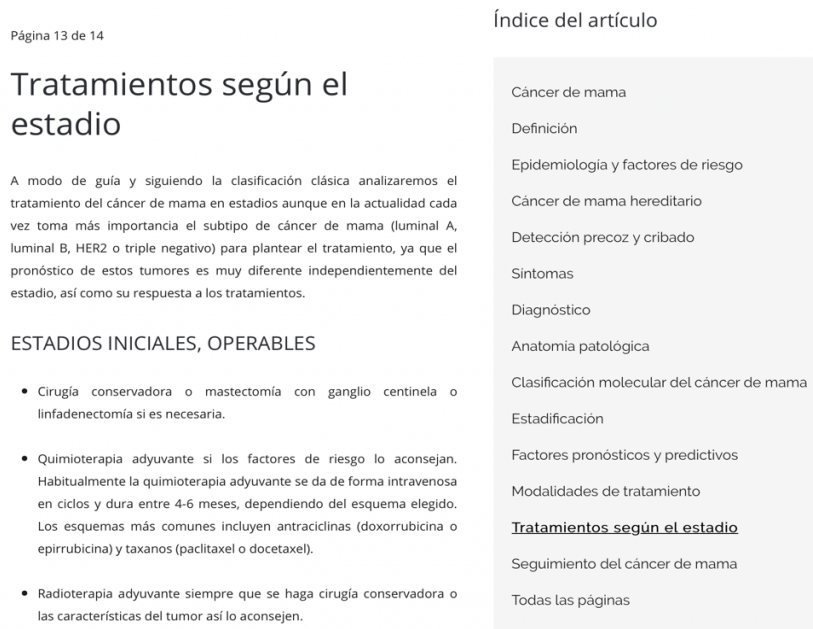 Página 13 de 14
Tratamientos según el
estadio
A modo de guía y siguiendo la clasificación clásica analizaremos el
tratamiento del cáncer de mama en estadios aunque en la actualidad cada
vez toma más importancia el subtipo de cáncer de mama (luminal A,
luminal B, HER2 o triple negativo) para plantear el tratamiento, ya que el
pronóstico de estos tumores es muy diferente independientemente del
estadio, así como su respuesta a los tratamientos.
ESTADIOS INICIALES, OPERABLES
• Cirugía conservadora o mastectomía con ganglio centinela o
linfadenectomía si es necesaria.
• Quimioterapia adyuvante si los factores de riesgo lo aconsejan.
Habitualmente la quimioterapia adyuvante se da de forma intravenosa
en ciclos y dura entre 4-6 meses, dependiendo del esquema elegido.
Los esquemas más comunes incluyen antraciclinas (doxorrubicina o
epirrubicina) y taxanos (paclitaxel o docetaxel).
• Radioterapia adyuvante siempre que se haga cirugía conservadora o
las características del tumor así lo aconsejen.
Índice del artículo
Cáncer de mama
Definición
Epidemiología y factores de riesgo
Cáncer de mama hereditario
Detección precoz y cribado
Síntomas
Diagnóstico
Anatomía patológica
Clasificación molecular del cáncer de mama
Estadificación
Factores pronósticos y predictivos
Modalidades de tratamiento
Tratamientos según el estadio
Seguimiento del cáncer de mama
Todas las páginas